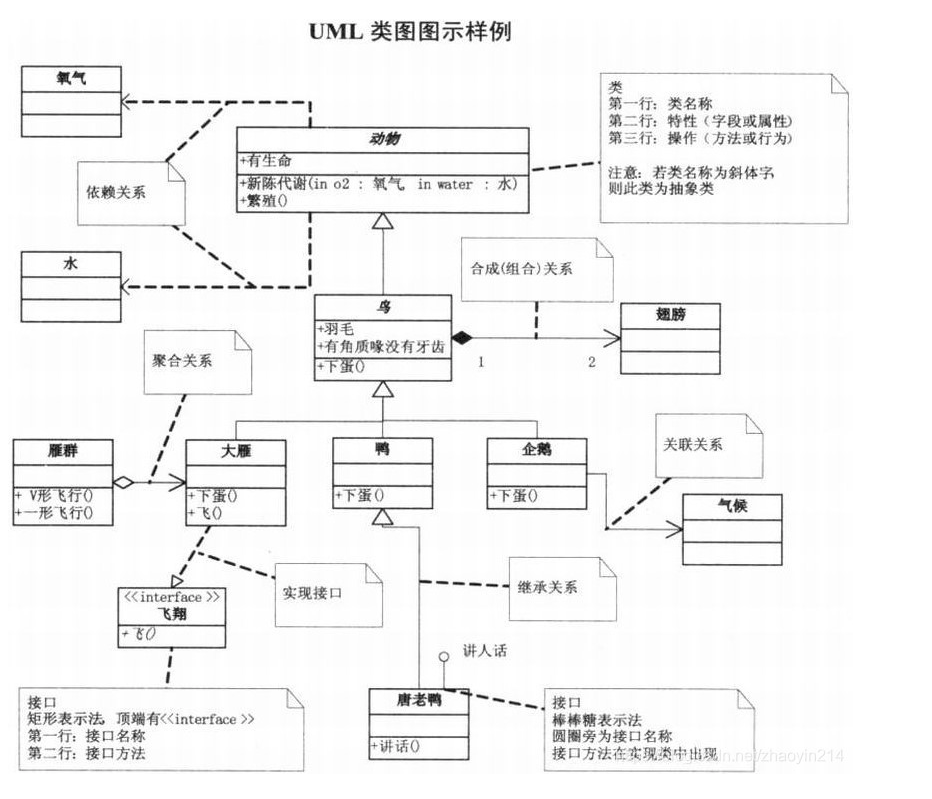 UML 类图图示样例
氧气
类
第一行：类名称
第二行：特性（字段或属性）
第三行：操作（方法或行为）
注意：若类名称为斜体字
则此类为抽象类
动物
+有生命
+新陈代谢(in o2 : 氧气, in water : 水)
+繁殖()
依赖关系
水
合成(组合)关系
鸟
+羽毛
+有角质喙没有牙齿
+下蛋()
1
2
翅膀
聚合关系
雁群
+ V形飞行()
+一形飞行()
大雁
+下蛋()
+飞()
鸭
+下蛋()
企鹅
+下蛋()
关联关系
气候
<<interface >>
飞翔
+飞()
实现接口
继承关系
讲人话
接口
矩形表示法, 顶端有<<interface >>
第一行：接口名称
第二行：接口方法
唐老鸭
+讲话()
接口
棒棒糖表示法
圆圈旁为接口名称
接口方法在实现类中出现